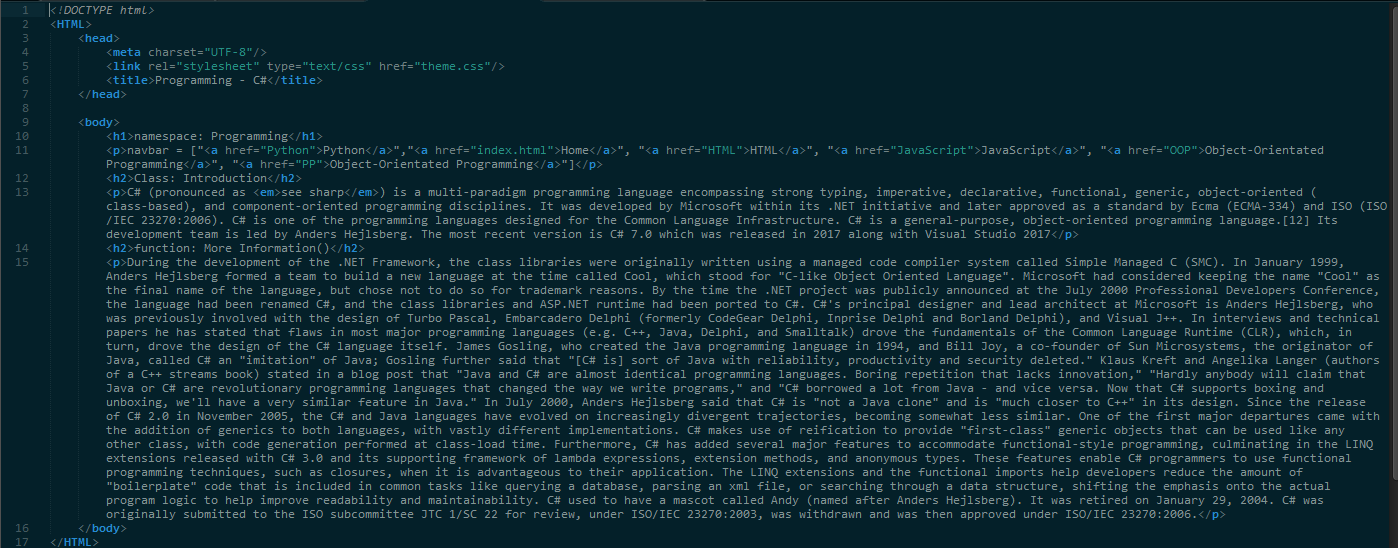 1 <!DOCTYPE html>
2 <HTML>
3 <head>
4 <meta charset="UTF-8"/>
5 <link rel="stylesheet" type="text/css" href="theme.css"/>
6 <title>Programming - C#</title>
7 </head>
8
9 <body>
10 <h1>namespace: Programming</h1>
11 <p>navbar = ["<a href="Python">Python</a>","<a href="index.html">Home</a>", "<a href="HTML">HTML</a>", "<a href="JavaScript">JavaScript</a>", "<a href="OOP">Object-Orientated
Programming</a>", "<a href="PP">Object-Orientated Programming</a>"]</p>
12 <h2>Class: Introduction</h2>
13 <p>C# (pronounced as <em>see sharp</em>) is a multi-paradigm programming language encompassing strong typing, imperative, declarative, functional, generic, object-oriented (
class-based), and component-oriented programming disciplines. It was developed by Microsoft within its .NET initiative and later approved as a standard by Ecma (ECMA-334) and ISO (ISO
/IEC 23270:2006). C# is one of the programming languages designed for the Common Language Infrastructure. C# is a general-purpose, object-oriented programming language.[12] Its
development team is led by Anders Hejlsberg. The most recent version is C# 7.0 which was released in 2017 along with Visual Studio 2017</p>
14 <h2>function: More Information()</h2>
15 <p>During the development of the .NET Framework, the class libraries were originally written using a managed code compiler system called Simple Managed C (SMC). In January 1999,
Anders Hejlsberg formed a team to build a new language at the time called Cool, which stood for "C-like Object Oriented Language". Microsoft had considered keeping the name "Cool" as
the final name of the language, but chose not to do so for trademark reasons. By the time the .NET project was publicly announced at the July 2000 Professional Developers Conference,
the language had been renamed C#, and the class libraries and ASP.NET runtime had been ported to C#. C#'s principal designer and lead architect at Microsoft is Anders Hejlsberg, who
was previously involved with the design of Turbo Pascal, Embarcadero Delphi (formerly CodeGear Delphi, Inprise Delphi and Borland Delphi), and Visual J++. In interviews and technical
papers he has stated that flaws in most major programming languages (e.g. C++, Java, Delphi, and Smalltalk) drove the fundamentals of the Common Language Runtime (CLR), which, in
turn, drove the design of the C# language itself. James Gosling, who created the Java programming language in 1994, and Bill Joy, a co-founder of Sun Microsystems, the originator of
Java, called C# an "imitation" of Java; Gosling further said that "[C# is] sort of Java with reliability, productivity and security deleted." Klaus Kreft and Angelika Langer (authors
of a C++ streams book) stated in a blog post that "Java and C# are almost identical programming languages. Boring repetition that lacks innovation," "Hardly anybody will claim that
Java or C# are revolutionary programming languages that changed the way we write programs," and "C# borrowed a lot from Java - and vice versa. Now that C# supports boxing and
unboxing, we'll have a very similar feature in Java." In July 2000, Anders Hejlsberg said that C# is "not a Java clone" and is "much closer to C++" in its design. Since the release
of C# 2.0 in November 2005, the C# and Java languages have evolved on increasingly divergent trajectories, becoming somewhat less similar. One of the first major departures came with
the addition of generics to both languages, with vastly different implementations. C# makes use of reification to provide "first-class" generic objects that can be used like any
other class, with code generation performed at class-load time. Furthermore, C# has added several major features to accommodate functional-style programming, culminating in the LINQ
extensions released with C# 3.0 and its supporting framework of lambda expressions, extension methods, and anonymous types. These features enable C# programmers to use functional
programming techniques, such as closures, when it is advantageous to their application. The LINQ extensions and the functional imports help developers reduce the amount of
"boilerplate" code that is included in common tasks like querying a database, parsing an xml file, or searching through a data structure, shifting the emphasis onto the actual
program logic to help improve readability and maintainability. C# used to have a mascot called Andy (named after Anders Hejlsberg). It was retired on January 29, 2004. C# was
originally submitted to the ISO subcommittee JTC 1/SC 22 for review, under ISO/IEC 23270:2003, was withdrawn and was then approved under ISO/IEC 23270:2006.</p>
16 </body>
17 </HTML>